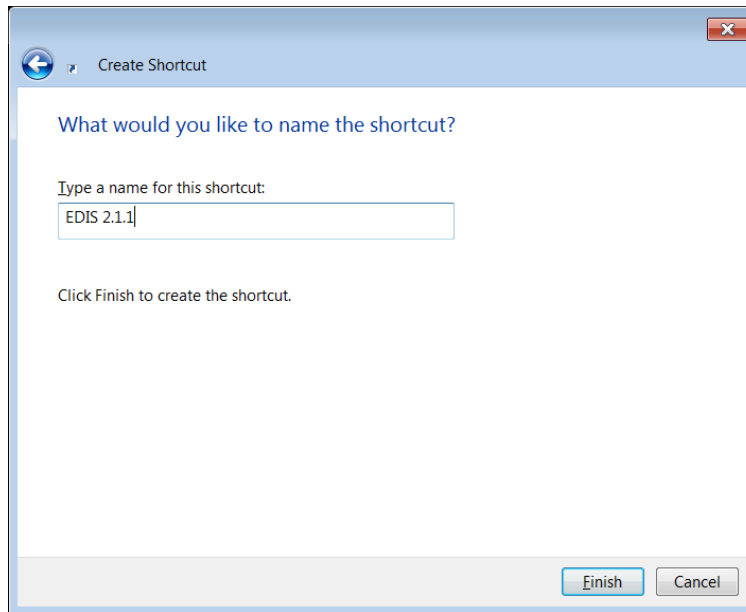 Create Shortcut
What would you like to name the shortcut?
Type a name for this shortcut:
EDIS 2.1.1
Click Finish to create the shortcut.
Finish
Cancel